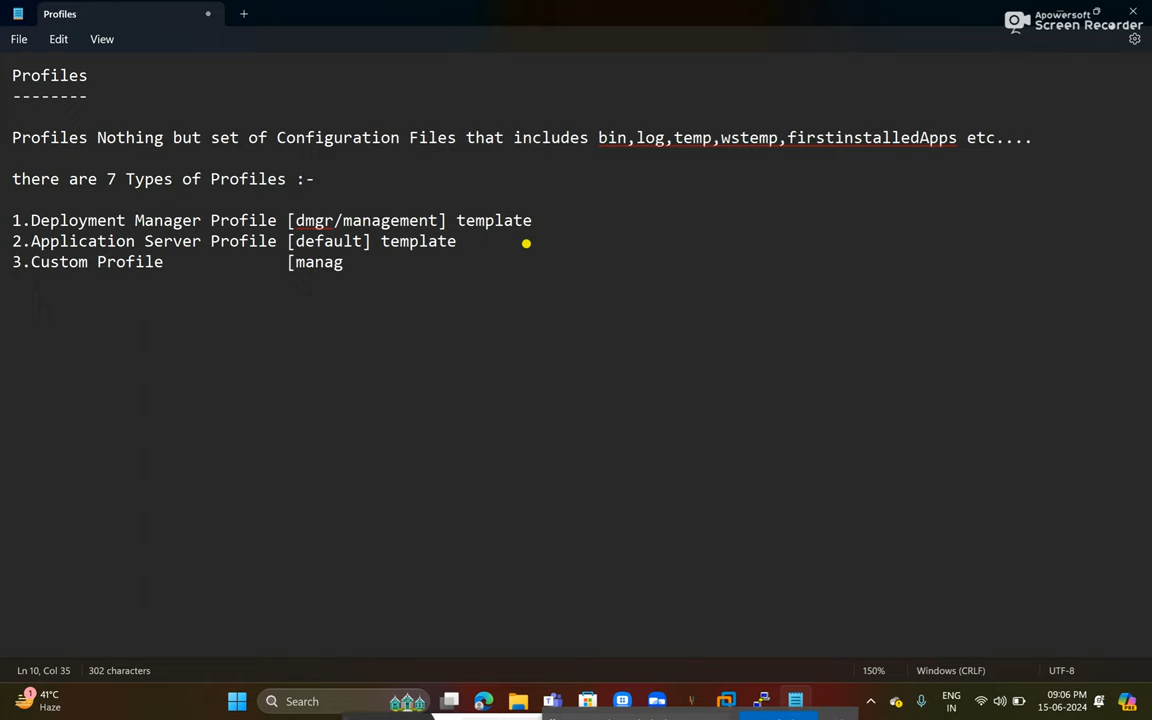 Profiles
Apowersoft
Screen Recorder
File Edit View
Profiles
--------
Profiles Nothing but set of Configuration Files that includes bin,log,temp,wstemp,firstinstalledApps etc....
there are 7 Types of Profiles :-
1.Deployment Manager Profile [dmgr/management] template
2.Application Server Profile [default] template
3.Custom Profile [manag
Ln 10, Col 35 302 characters 150% Windows (CRLF) UTF-8
1
41°C
Haze
Search
ENG
IN
09:06 PM
15-06-2024
PRE